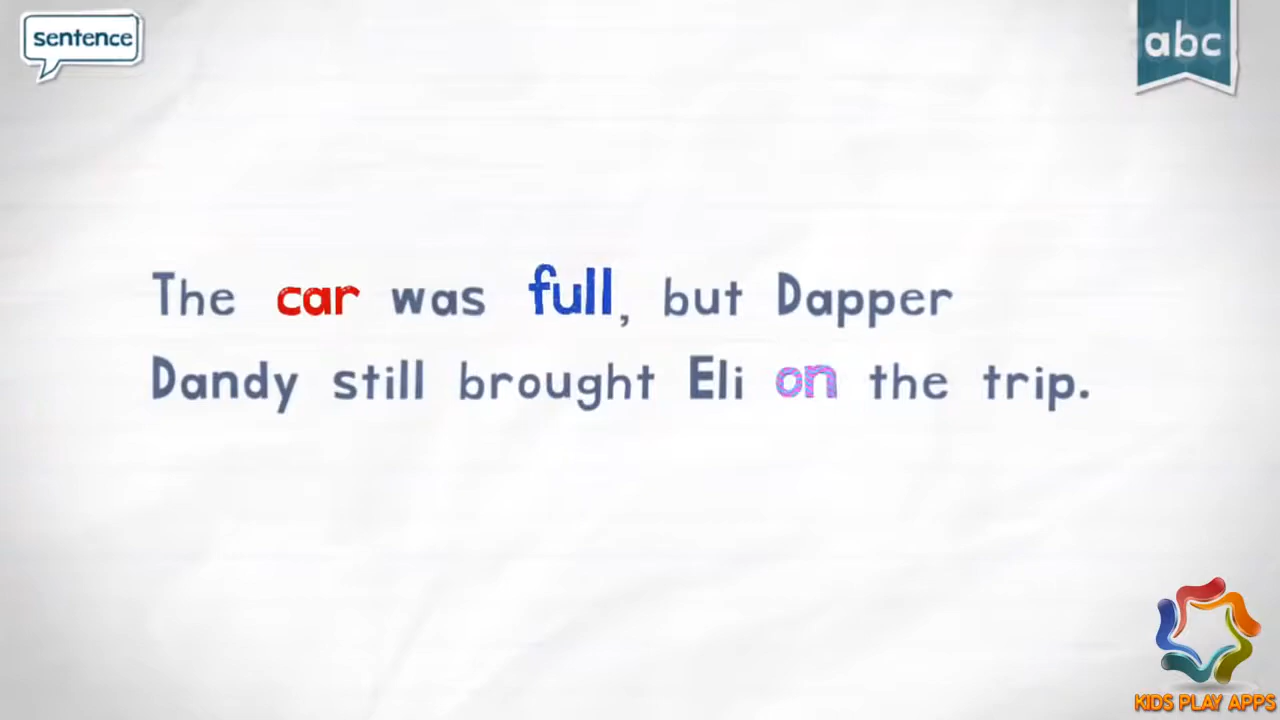 sentence
abc
The car was full, but Dapper
Dandy still brought Eli on the trip.
KIDS PLAY APPS